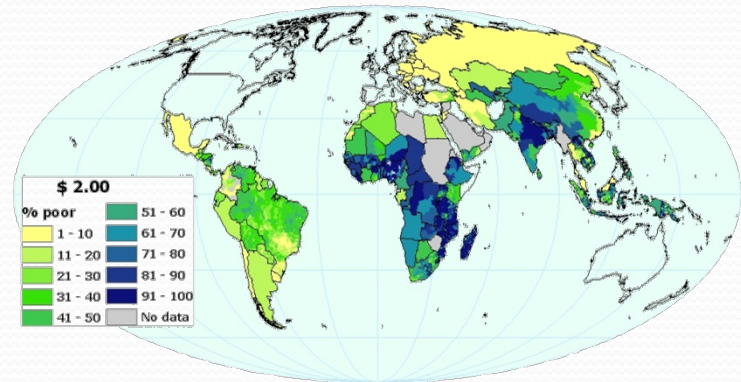 $ 2.00
% poor
1 - 10
11 - 20
21 - 30
31 - 40
41 - 50
51 - 60
61 - 70
71 - 80
81 - 90
91 - 100
No data